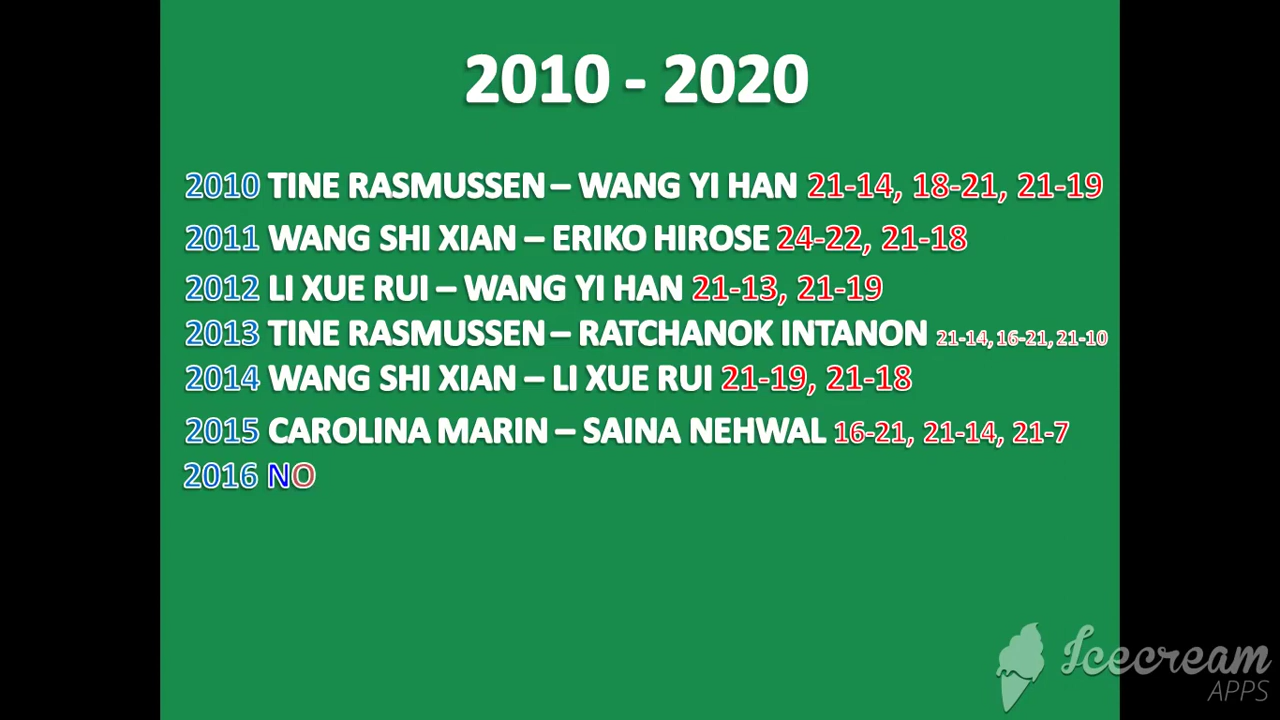 2010 - 2020
2010 TINE RASMUSSEN – WANG YI HAN 21-14, 18-21, 21-19
2011 WANG SHI XIAN – ERIKO HIROSE 24-22, 21-18
2012 LI XUE RUI – WANG YI HAN 21-13, 21-19
2013 TINE RASMUSSEN – RATCHANOK INTANON 21-14, 16-21, 21-10
2014 WANG SHI XIAN – LI XUE RUI 21-19, 21-18
2015 CAROLINA MARIN – SAINA NEHWAL 16-21, 21-14, 21-7
2016 NO
Icecream
APPS